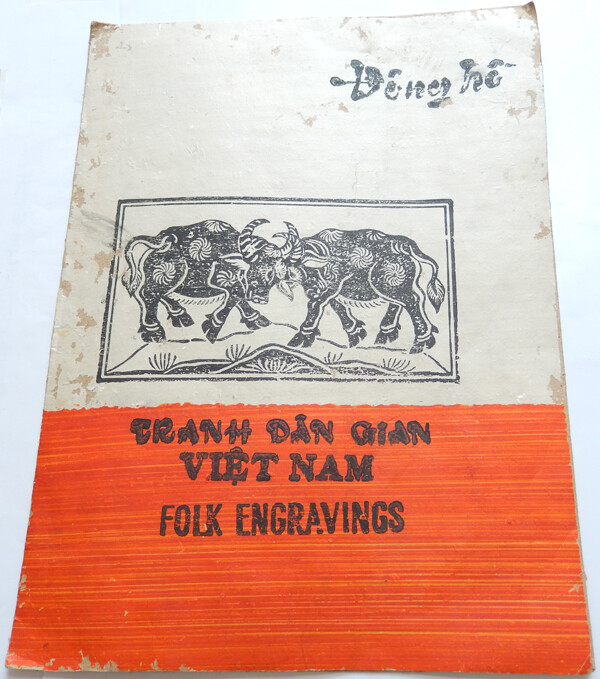 Đông hồ
TRANH DÂN GIAN
VIỆT NAM
FOLK ENGRAVINGS